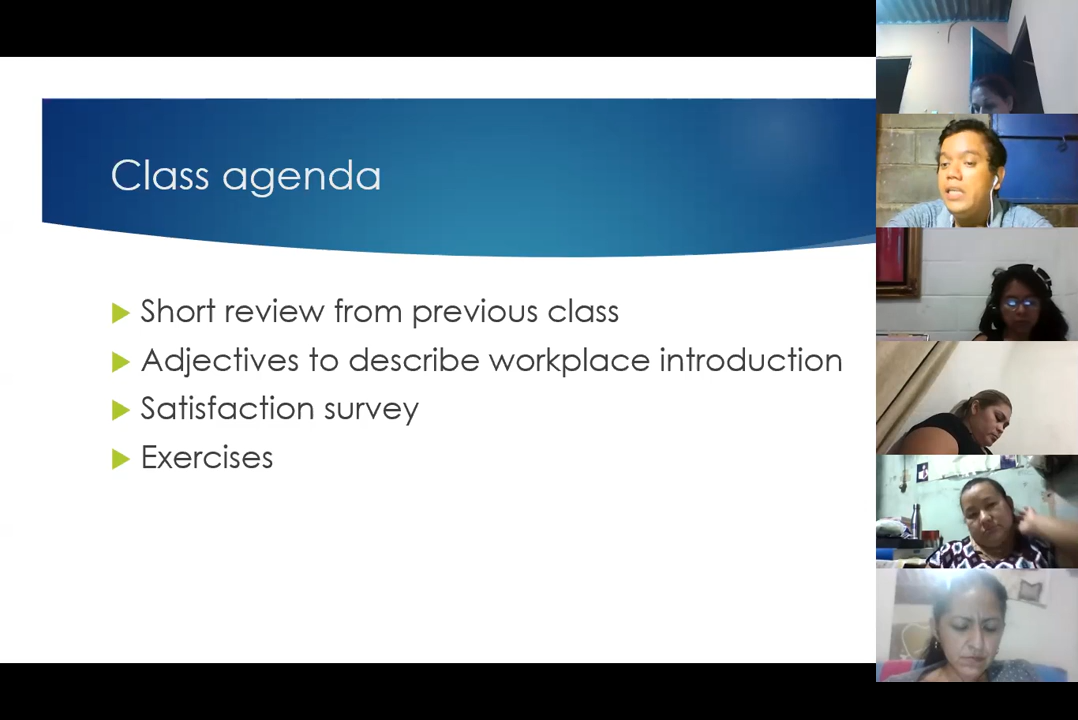 Class agenda
Short review from previous class
Adjectives to describe workplace introduction
Satisfaction survey
Exercises